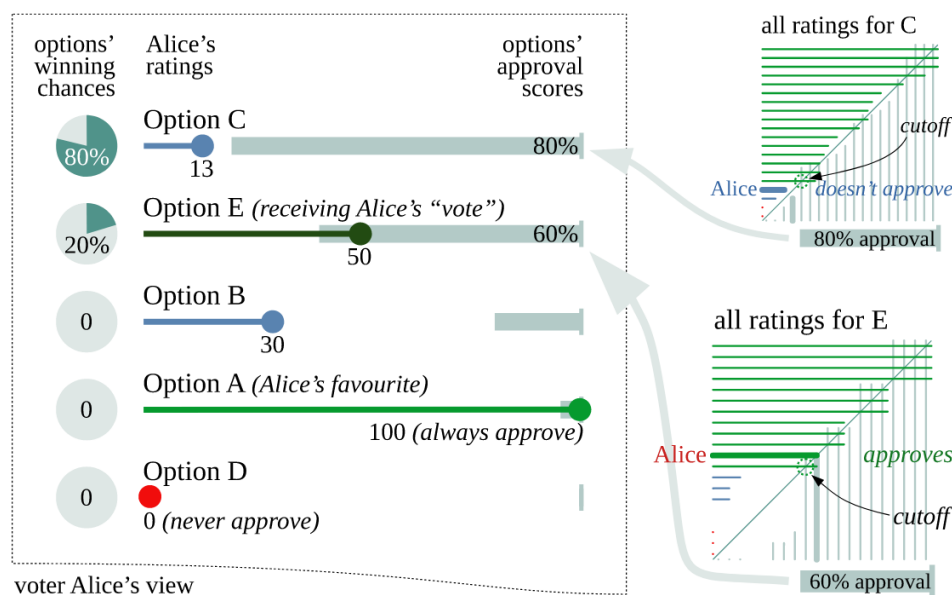 options’
winning
chances
Alice’s
ratings
options’
approval
scores
Option C
80%
13
80%
Option E (receiving Alice’s “vote”)
20%
50
60%
Option B
0
30
Option A (Alice’s favourite)
0
100 (always approve)
Option D
0
0 (never approve)
voter Alice’s view
all ratings for C
cutoff
Alice
doesn’t approve
80% approval
all ratings for E
Alice
approves
cutoff
60% approval